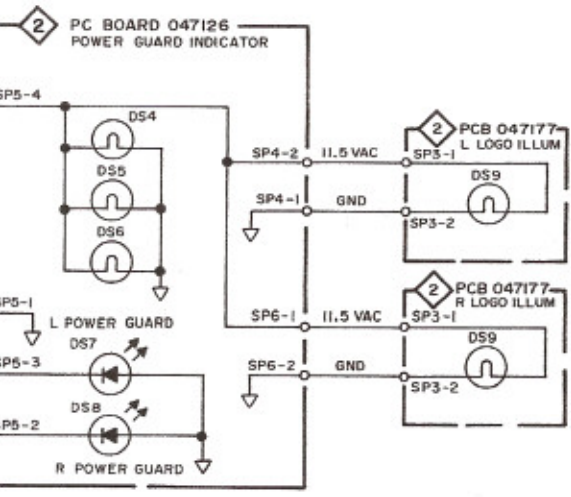 2 PC BOARD 047126
POWER GUARD INDICATOR
SP5-4
DS4
2 PCB 047177
L LOGO ILLUM
SP4-2 11.5 VAC SP3-1
DS5
DS9
SP4-1 GND
SP3-2
DS6
2 PCB 047177
R LOGO ILLUM
SP5-1
L POWER GUARD
SP6-1 11.5 VAC SP3-1
DS7
DS9
SP5-3
SP6-2 GND
SP3-2
DS8
SP5-2
R POWER GUARD